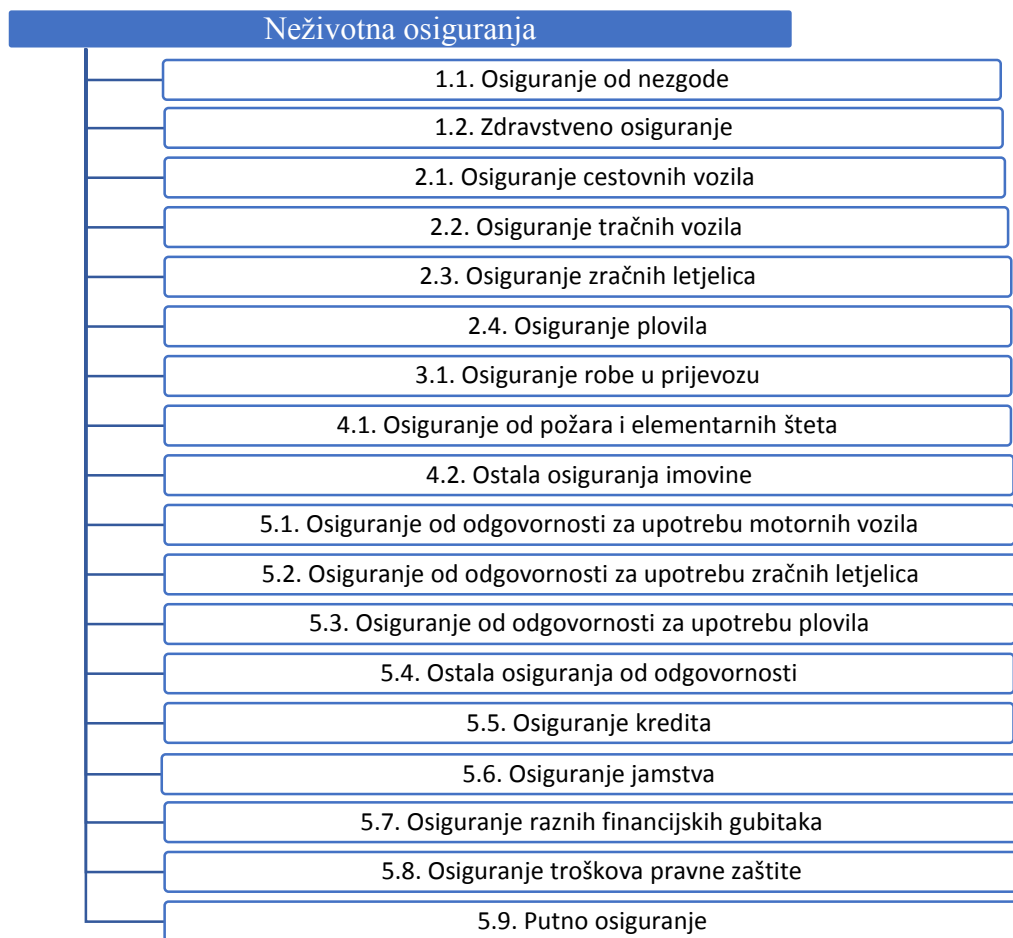 Neživotna osiguranja
1.1. Osiguranje od nezgode
1.2. Zdravstveno osiguranje
2.1. Osiguranje cestovnih vozila
2.2. Osiguranje tračnih vozila
2.3. Osiguranje zračnih letjelica
2.4. Osiguranje plovila
3.1. Osiguranje robe u prijevozu
4.1. Osiguranje od požara i elementarnih šteta
4.2. Ostala osiguranja imovine
5.1. Osiguranje od odgovornosti za upotrebu motornih vozila
5.2. Osiguranje od odgovornosti za upotrebu zračnih letjelica
5.3. Osiguranje od odgovornosti za upotrebu plovila
5.4. Ostala osiguranja od odgovornosti
5.5. Osiguranje kredita
5.6. Osiguranje jamstva
5.7. Osiguranje raznih financijskih gubitaka
5.8. Osiguranje troškova pravne zaštite
5.9. Putno osiguranje